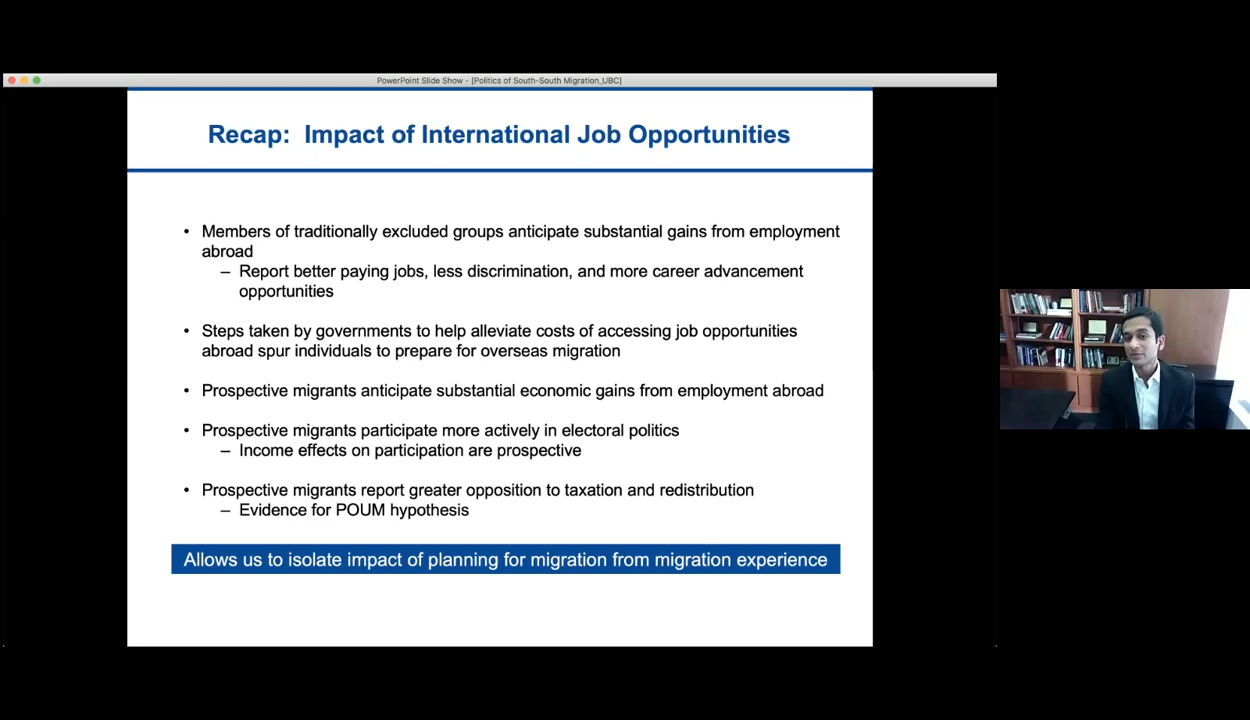 PowerPoint Slide Show - [Politics of South-South Migration_UBC]
Recap: Impact of International Job Opportunities
• Members of traditionally excluded groups anticipate substantial gains from employment
abroad
– Report better paying jobs, less discrimination, and more career advancement
opportunities
• Steps taken by governments to help alleviate costs of accessing job opportunities
abroad spur individuals to prepare for overseas migration
• Prospective migrants anticipate substantial economic gains from employment abroad
• Prospective migrants participate more actively in electoral politics
– Income effects on participation are prospective
• Prospective migrants report greater opposition to taxation and redistribution
– Evidence for POUM hypothesis
Allows us to isolate impact of planning for migration from migration experience